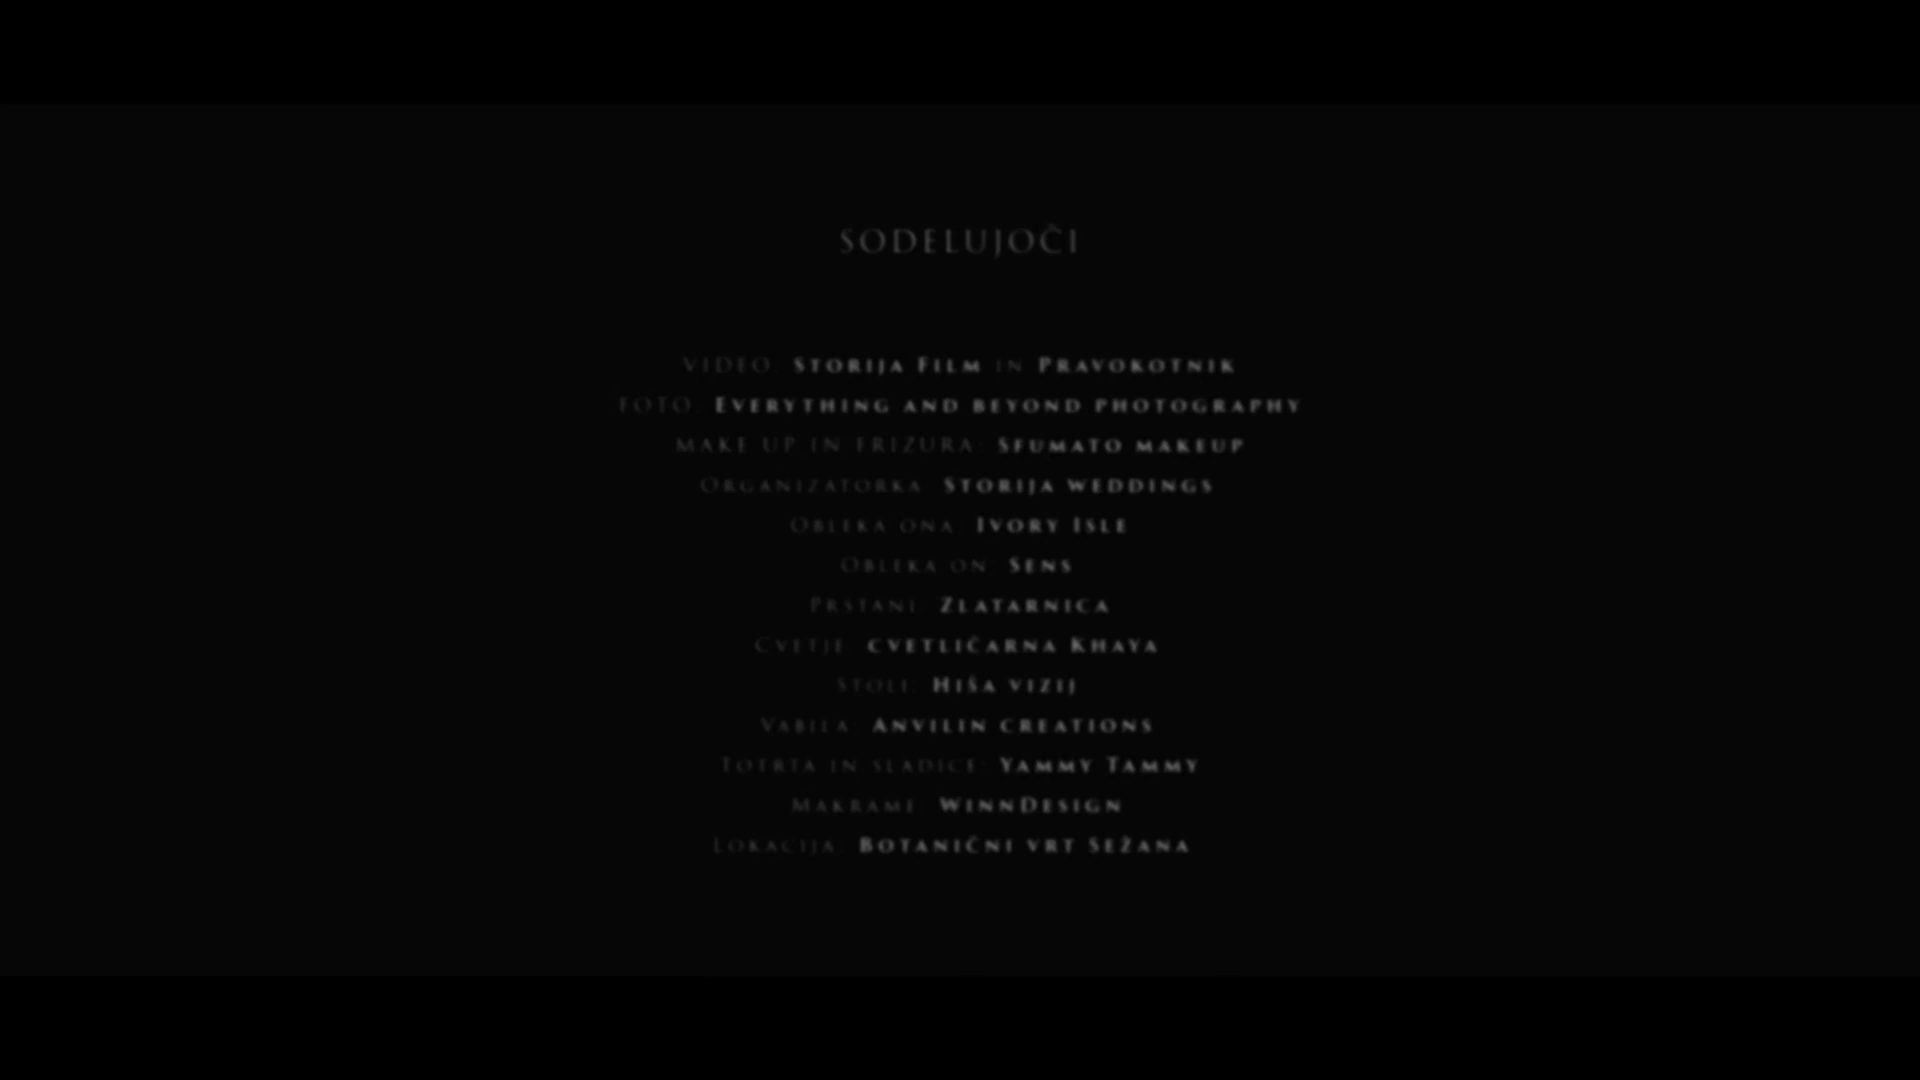 SODELUJOČI
VIDEO: STORIJA FILM IN PRAVOKOTNIK
FOTO: EVERYTHING AND BEYOND PHOTOGRAPHY
MAKE UP IN FRIZURA: SFUMATO MAKEUP
ORGANIZATORKA: STORIJA WEDDINGS
OBLEKA ONA: IVORY ISLE
OBLEKA ON: SENS
PRSTANI: ZLATARNICA
CVETJE: CVETLIČARNA KHAYA
STOLI: HIŠA VIZIJ
VABILA: ANVILIN CREATIONS
TOTRTA IN SLADICE: YAMMY TAMMY
MAKRAME: WINNDESIGN
LOKACIJA: BOTANIČNI VRT SEŽANA